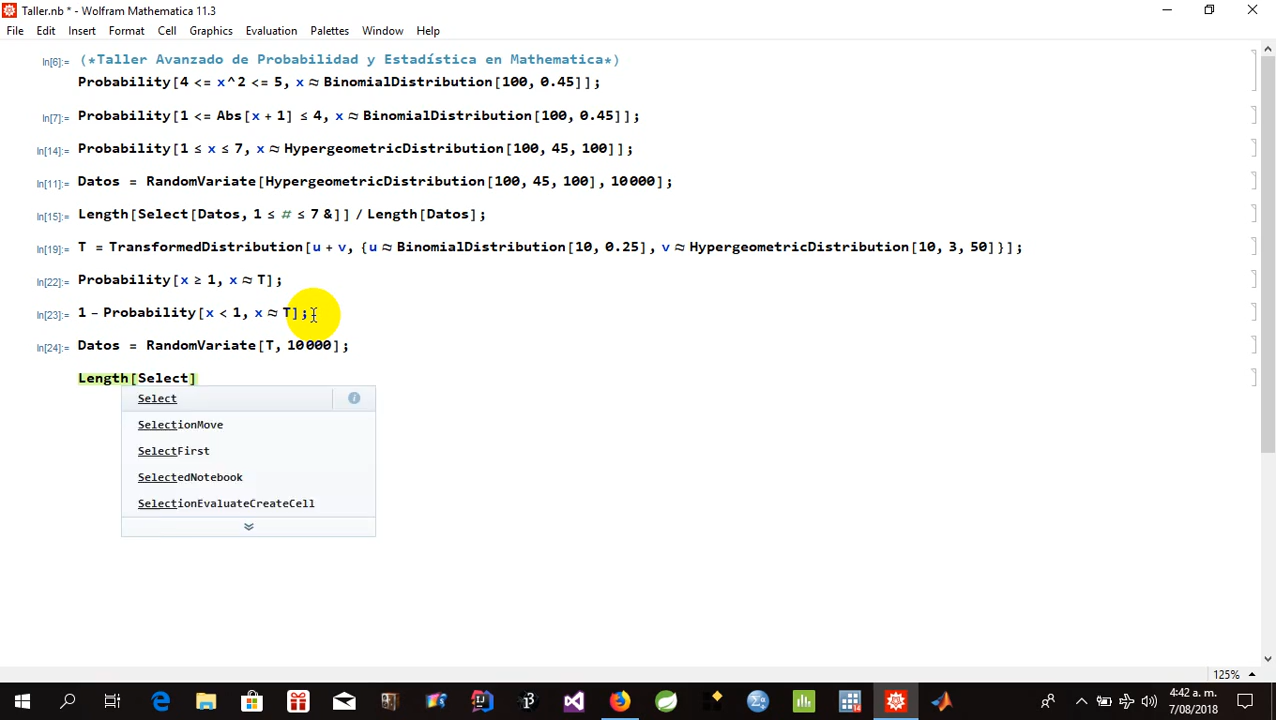 Taller.nb * - Wolfram Mathematica 11.3
File Edit Insert Format Cell Graphics Evaluation Palettes Window Help
In[6]:= (*Taller Avanzado de Probabilidad y Estadística en Mathematica*)
Probability[4 <= x^2 <= 5, x ≈ BinomialDistribution[100, 0.45]];
In[7]:= Probability[1 <= Abs[x + 1] ≤ 4, x ≈ BinomialDistribution[100, 0.45]];
In[14]:= Probability[1 ≤ x ≤ 7, x ≈ HypergeometricDistribution[100, 45, 100]];
In[11]:= Datos = RandomVariate[HypergeometricDistribution[100, 45, 100], 10000];
In[15]:= Length[Select[Datos, 1 ≤ # ≤ 7 &]] / Length[Datos];
In[19]:= T = TransformedDistribution[u + v, {u ≈ BinomialDistribution[10, 0.25], v ≈ HypergeometricDistribution[10, 3, 50]}];
In[22]:= Probability[x ≥ 1, x ≈ T];
In[23]:= 1 - Probability[x < 1, x ≈ T];
In[24]:= Datos = RandomVariate[T, 10000];
Length[Select]
Select
SelectionMove
SelectFirst
SelectedNotebook
SelectionEvaluateCreateCell
125%
4:42 a. m.
7/08/2018